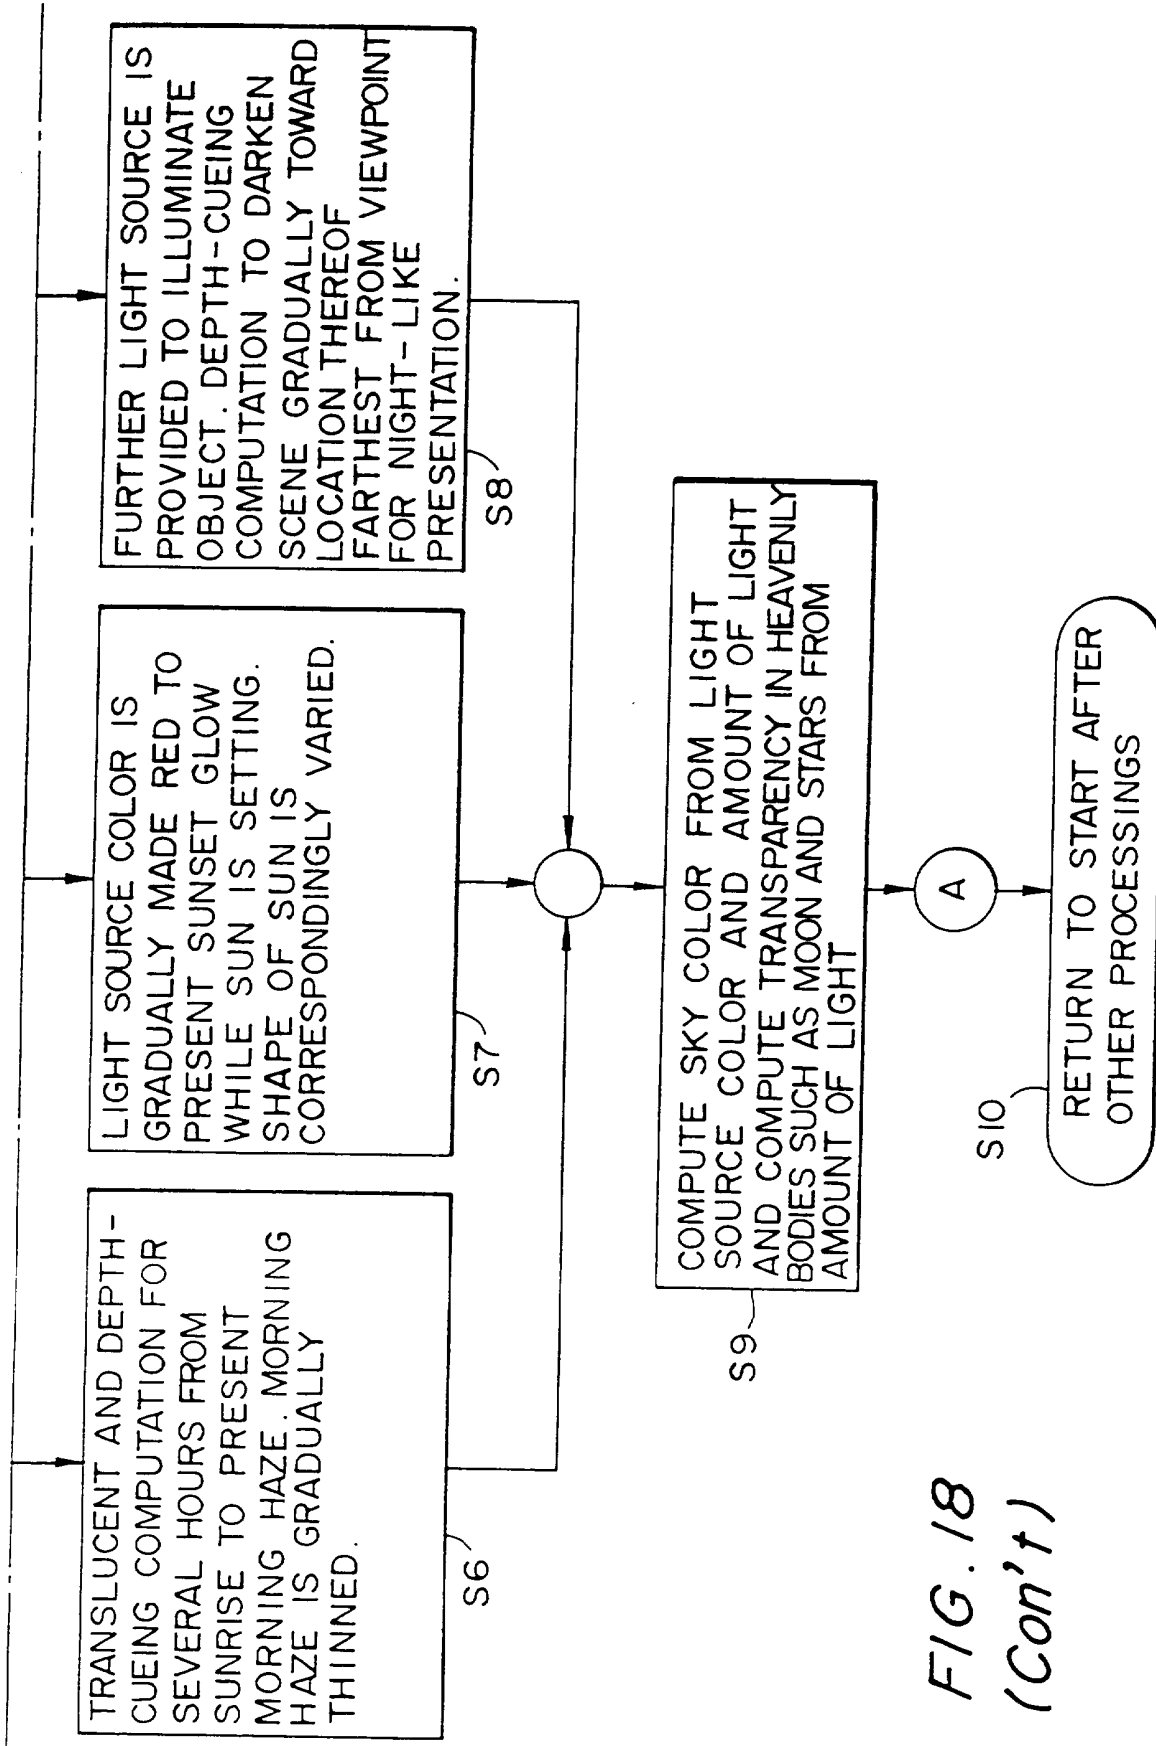 TRANSLUCENT AND DEPTH-
CUEING COMPUTATION FOR
SEVERAL HOURS FROM
SUNRISE TO PRESENT
MORNING HAZE. MORNING
HAZE IS GRADUALLY
THINNED.
S6
LIGHT SOURCE COLOR IS
GRADUALLY MADE RED TO
PRESENT SUNSET GLOW
WHILE SUN IS SETTING.
SHAPE OF SUN IS
CORRESPONDINGLY VARIED.
S7
FURTHER LIGHT SOURCE IS
PROVIDED TO ILLUMINATE
OBJECT. DEPTH-CUEING
COMPUTATION TO DARKEN
SCENE GRADUALLY TOWARD
LOCATION THEREOF
FARTHEST FROM VIEWPOINT
FOR NIGHT-LIKE
PRESENTATION.
S8
COMPUTE SKY COLOR FROM LIGHT
SOURCE COLOR AND AMOUNT OF LIGHT
AND COMPUTE TRANSPARENCY IN HEAVENLY
BODIES SUCH AS MOON AND STARS FROM
AMOUNT OF LIGHT
S9
A
S10
RETURN TO START AFTER
OTHER PROCESSINGS
FIG. 18
(Con't)